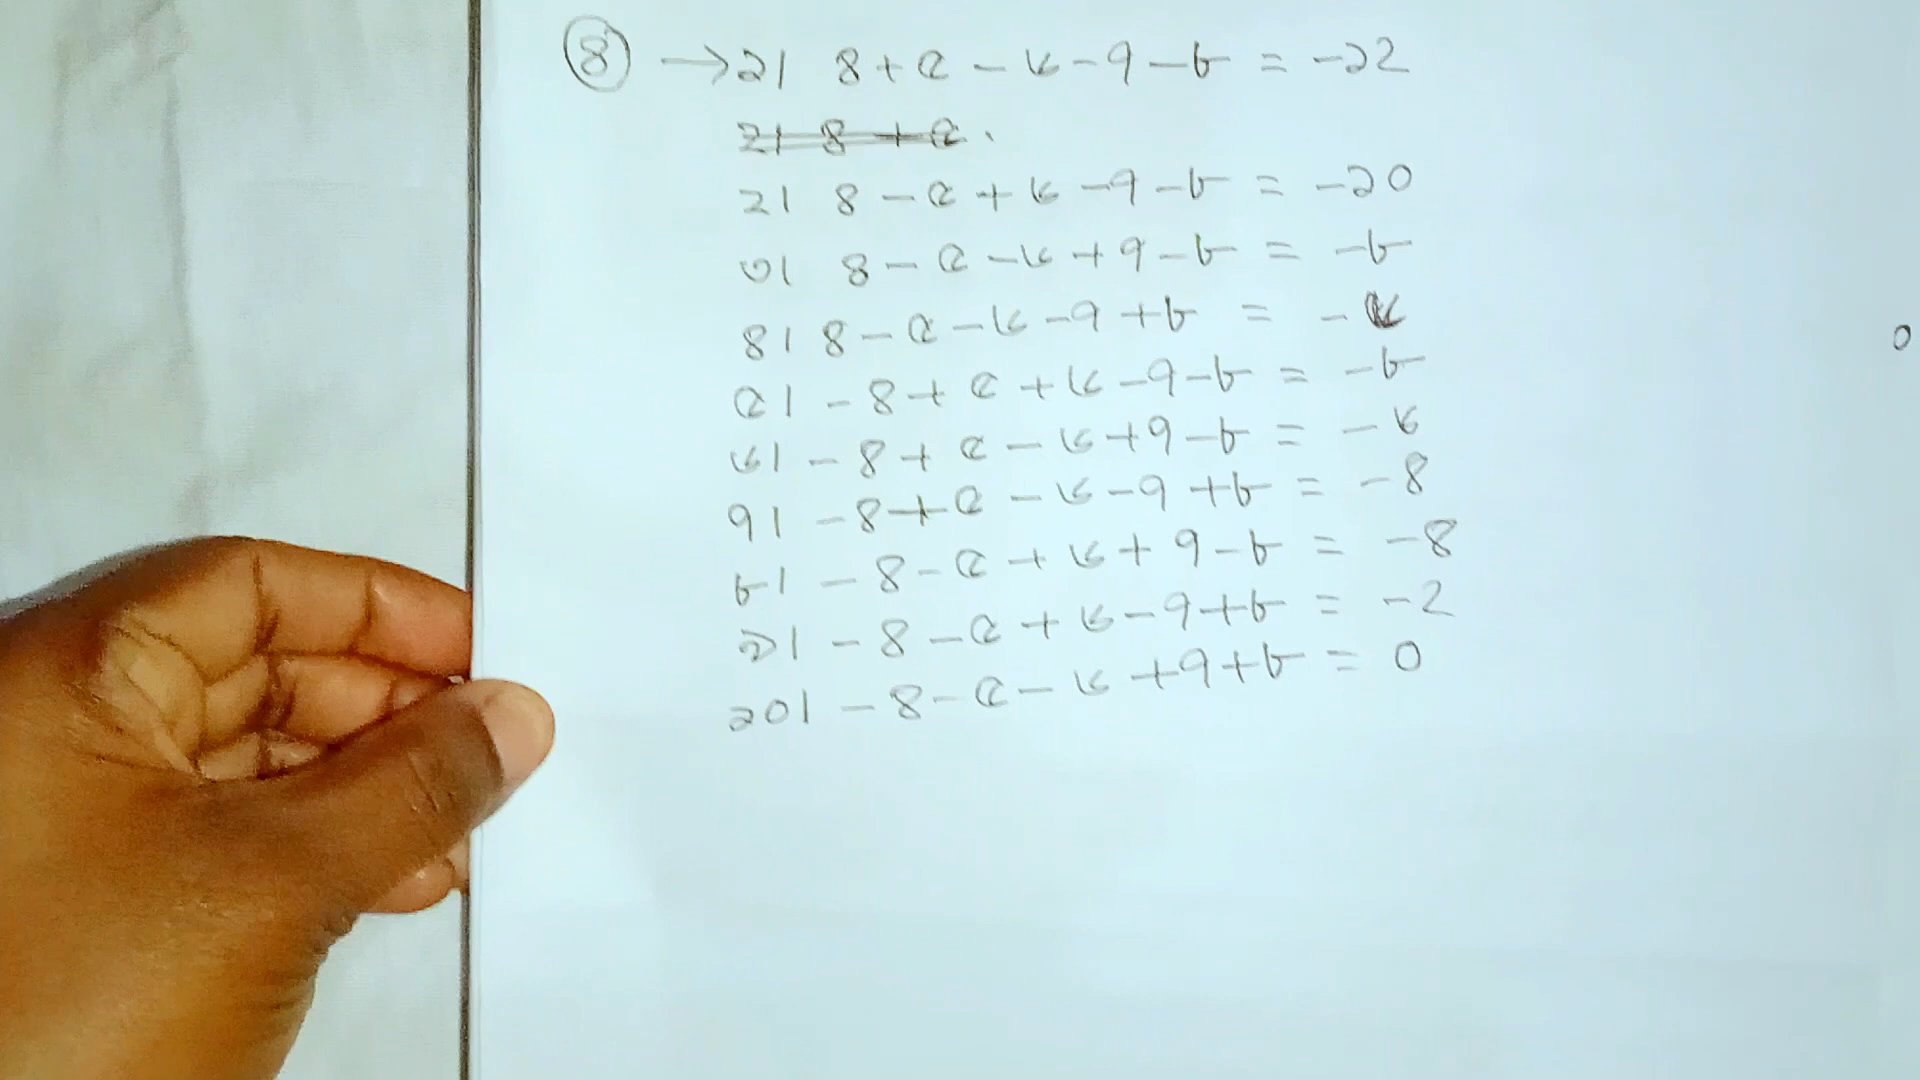 ৪ → ১। ৪ + ৫ - ৬ - ৭ - ৮ = -১২
২। ৪ + ৫
২। ৪ - ৫ + ৬ - ৭ - ৮ = -১০
৩। ৪ - ৫ - ৬ + ৭ - ৮ = -৮
৪। ৪ - ৫ - ৬ - ৭ + ৮ = -৬
৫। - ৪ + ৫ + ৬ - ৭ - ৮ = -৮
৬। - ৪ + ৫ - ৬ + ৭ - ৮ = -৬
৭। - ৪ + ৫ - ৬ - ৭ + ৮ = -৪
৮। - ৪ - ৫ + ৬ + ৭ - ৮ = -৪
৯। - ৪ - ৫ + ৬ - ৭ + ৮ = -২
১০। - ৪ - ৫ - ৬ + ৭ + ৮ = ০
০